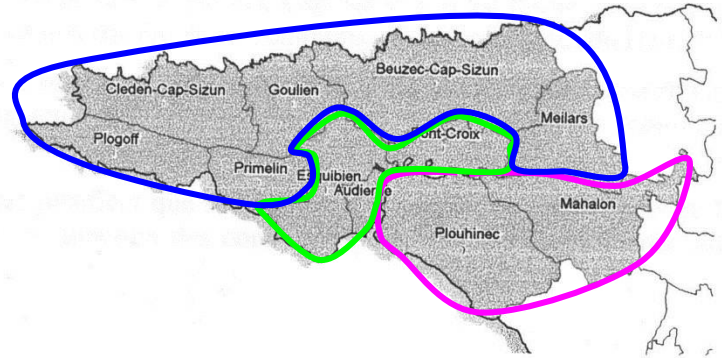 Beuzec-Cap-Sizun
Cleden-Cap-Sizun
Goulien
Meilars
Plogoff
Pont-Croix
Primelin
Esquibien
Audierne
Mahalon
Plouhinec